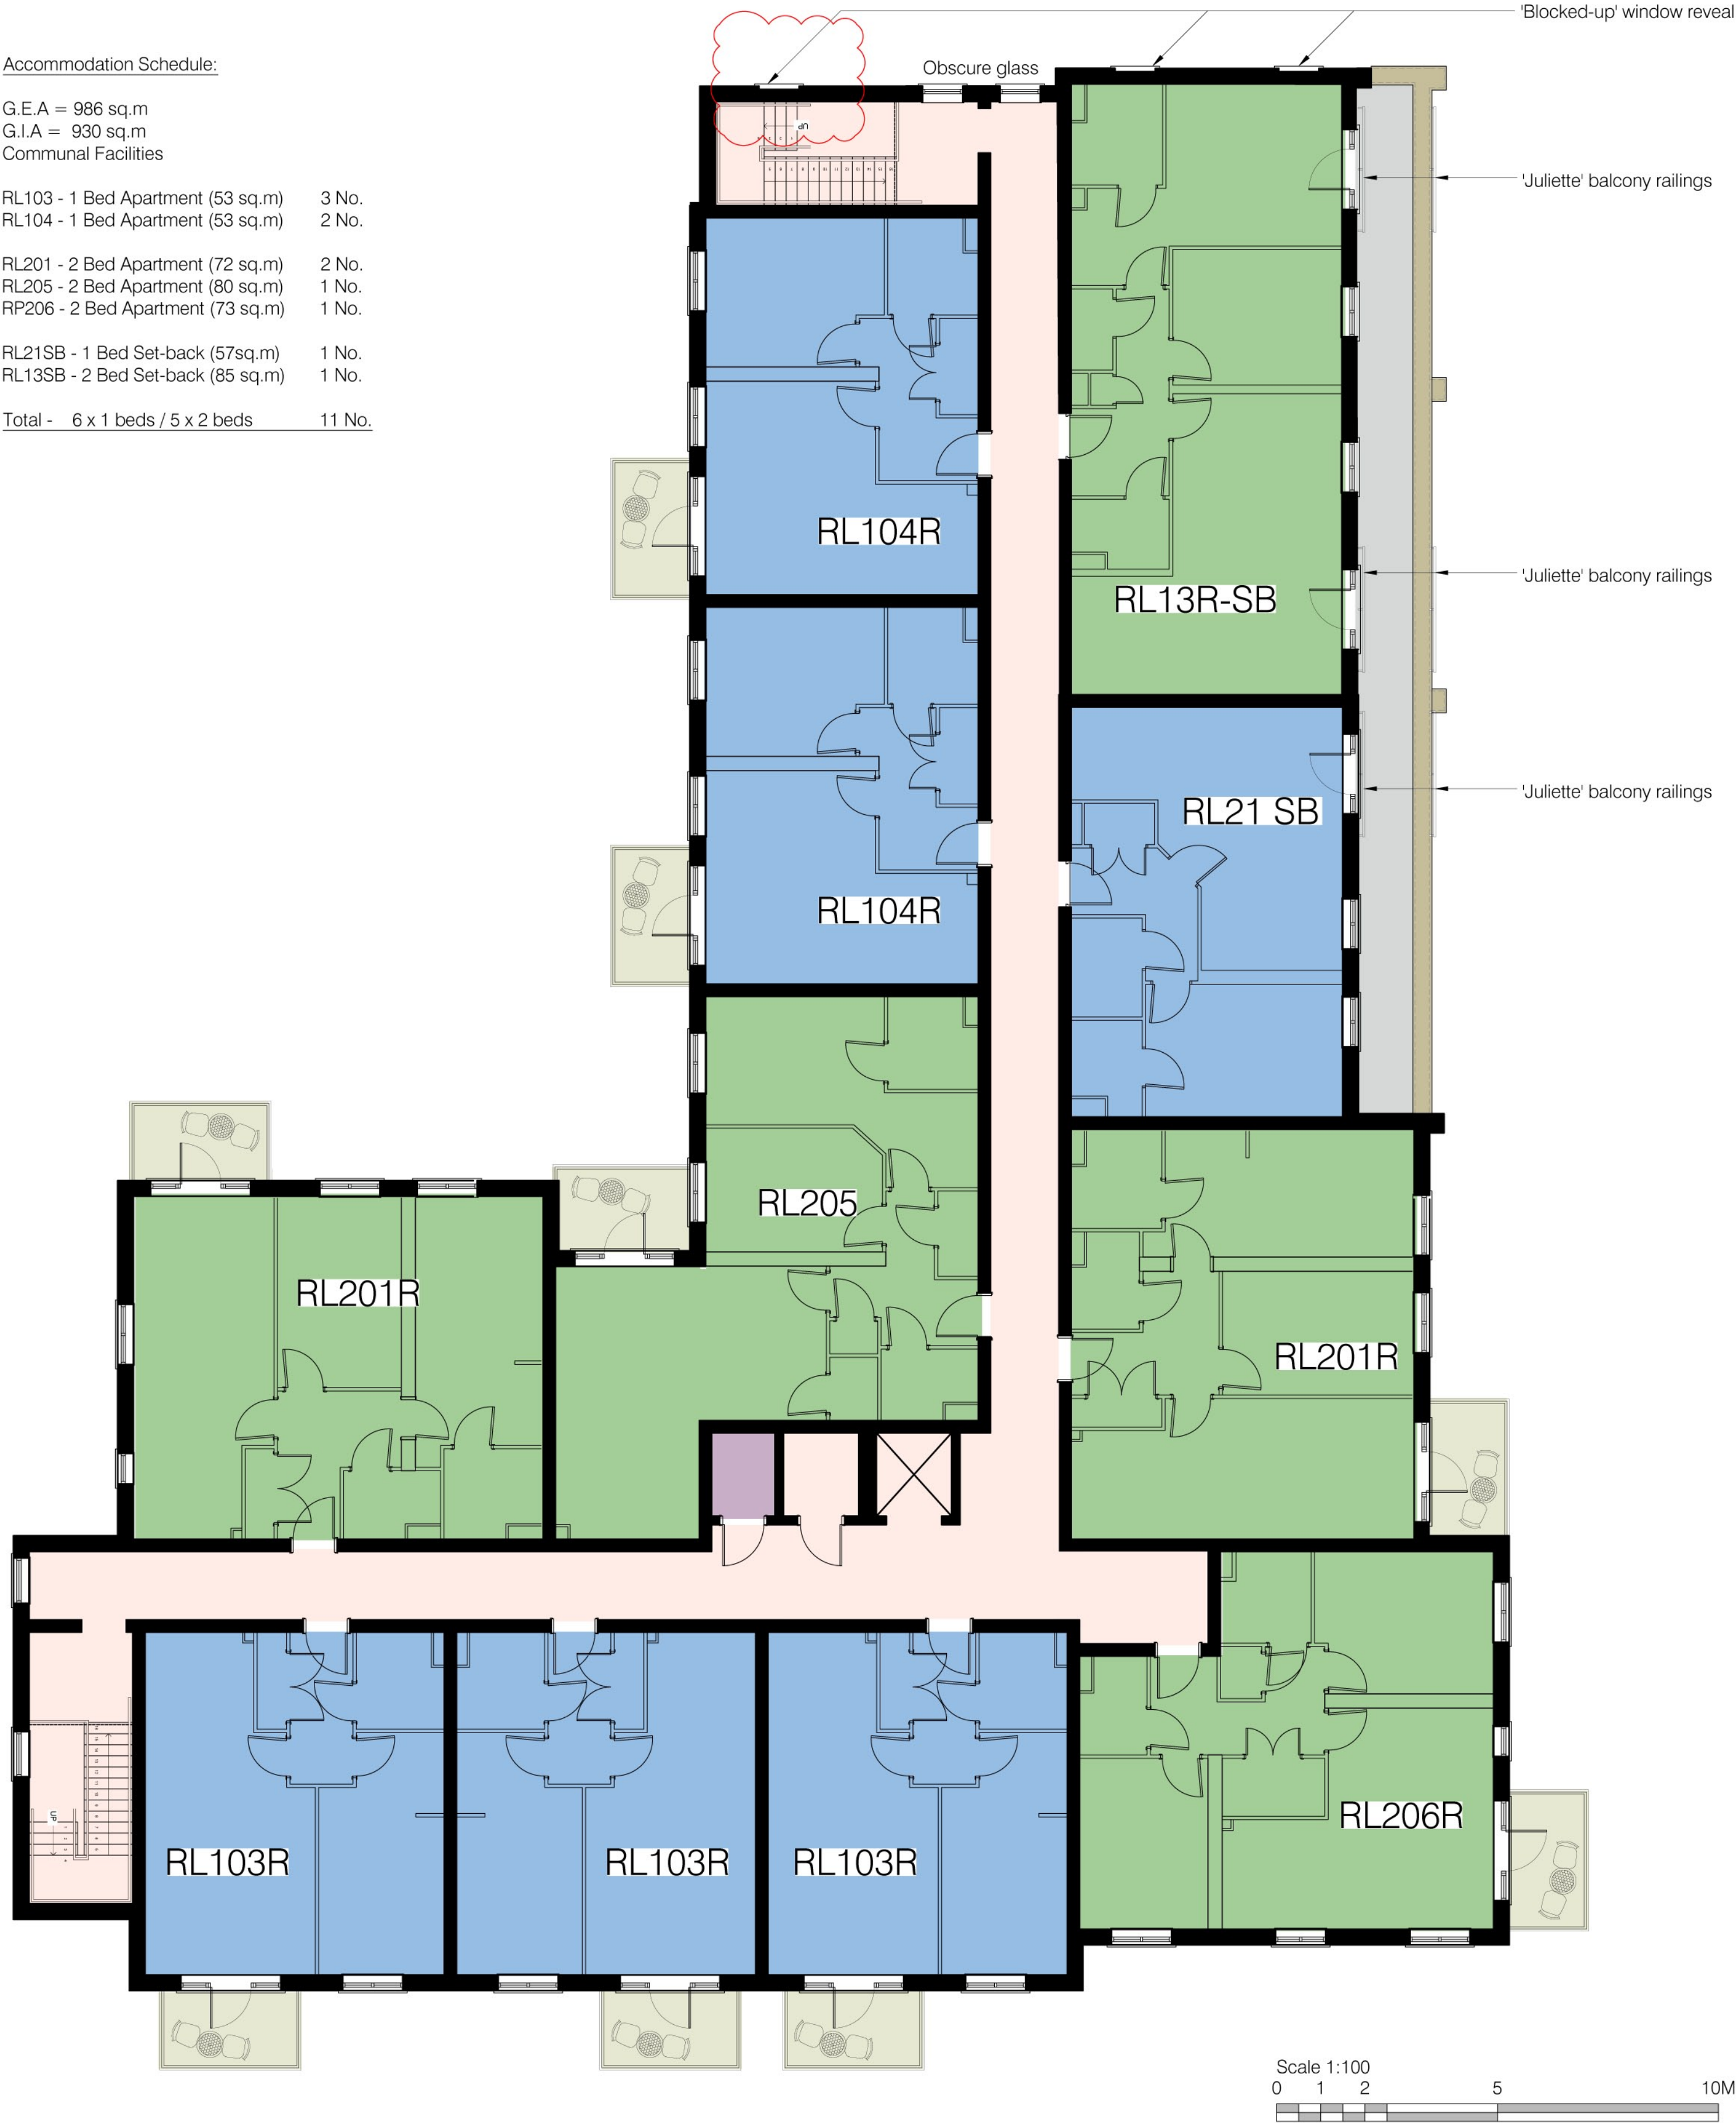 'Blocked-up' window reveal
Accommodation Schedule:
Obscure glass
G.E.A = 986 sq.m
G.I.A = 930 sq.m
Communal Facilities
UP
'Juliette' balcony railings
RL103 - 1 Bed Apartment (53 sq.m) 3 No.
RL104 - 1 Bed Apartment (53 sq.m) 2 No.
RL201 - 2 Bed Apartment (72 sq.m) 2 No.
RL205 - 2 Bed Apartment (80 sq.m) 1 No.
RP206 - 2 Bed Apartment (73 sq.m) 1 No.
RL21SB - 1 Bed Set-back (57sq.m) 1 No.
RL13SB - 2 Bed Set-back (85 sq.m) 1 No.
Total - 6 x 1 beds / 5 x 2 beds 11 No.
RL104R
'Juliette' balcony railings
RL13R-SB
'Juliette' balcony railings
RL21 SB
RL104R
RL205
RL201R
RL201R
RL206R
UP
RL103R
RL103R
RL103R
Scale 1:100
0 1 2 5 10M